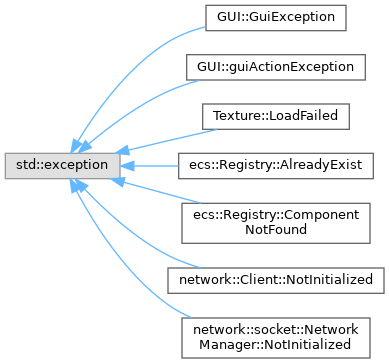 GUI::GuiException
GUI::guiActionException
Texture::LoadFailed
std::exception
ecs::Registry::AlreadyExist
ecs::Registry::Component
NotFound
network::Client::NotInitialized
network::socket::Network
Manager::NotInitialized